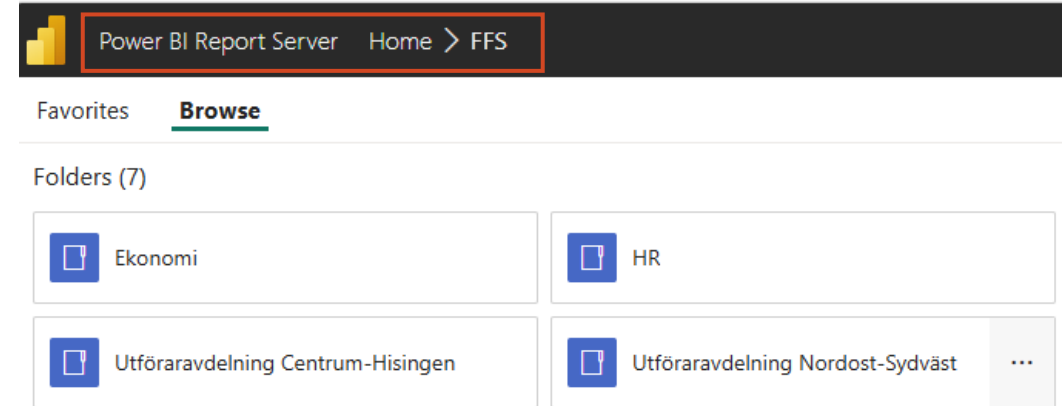 Power BI Report Server Home > FFS
Favorites Browse
Folders (7)
Ekonomi HR
Utföraravdelning Centrum-Hisingen Utföraravdelning Nordost-Sydväst ...